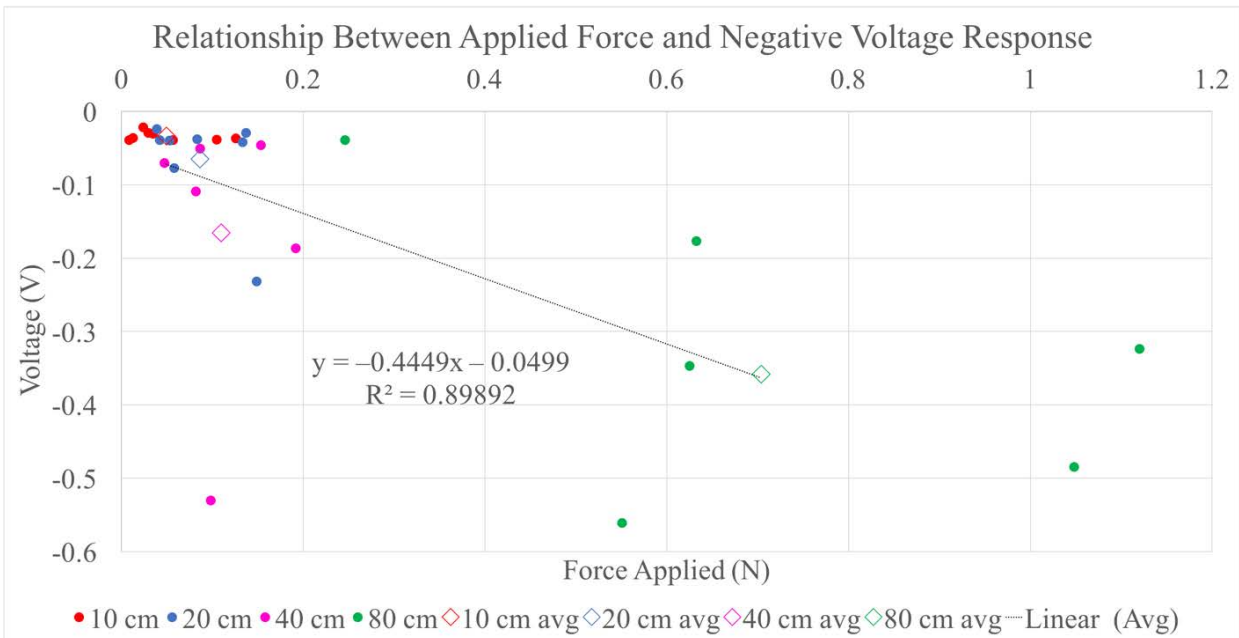 Relationship Between Applied Force and Negative Voltage Response
0 0.2 0.4 0.6 0.8 1 1.2
0
-0.1
-0.2
-0.3
-0.4
-0.5
-0.6
Voltage (V)
y = –0.4449x – 0.0499
R² = 0.89892
Force Applied (N)
10 cm 20 cm 40 cm 80 cm 10 cm avg 20 cm avg 40 cm avg 80 cm avg Linear (Avg)